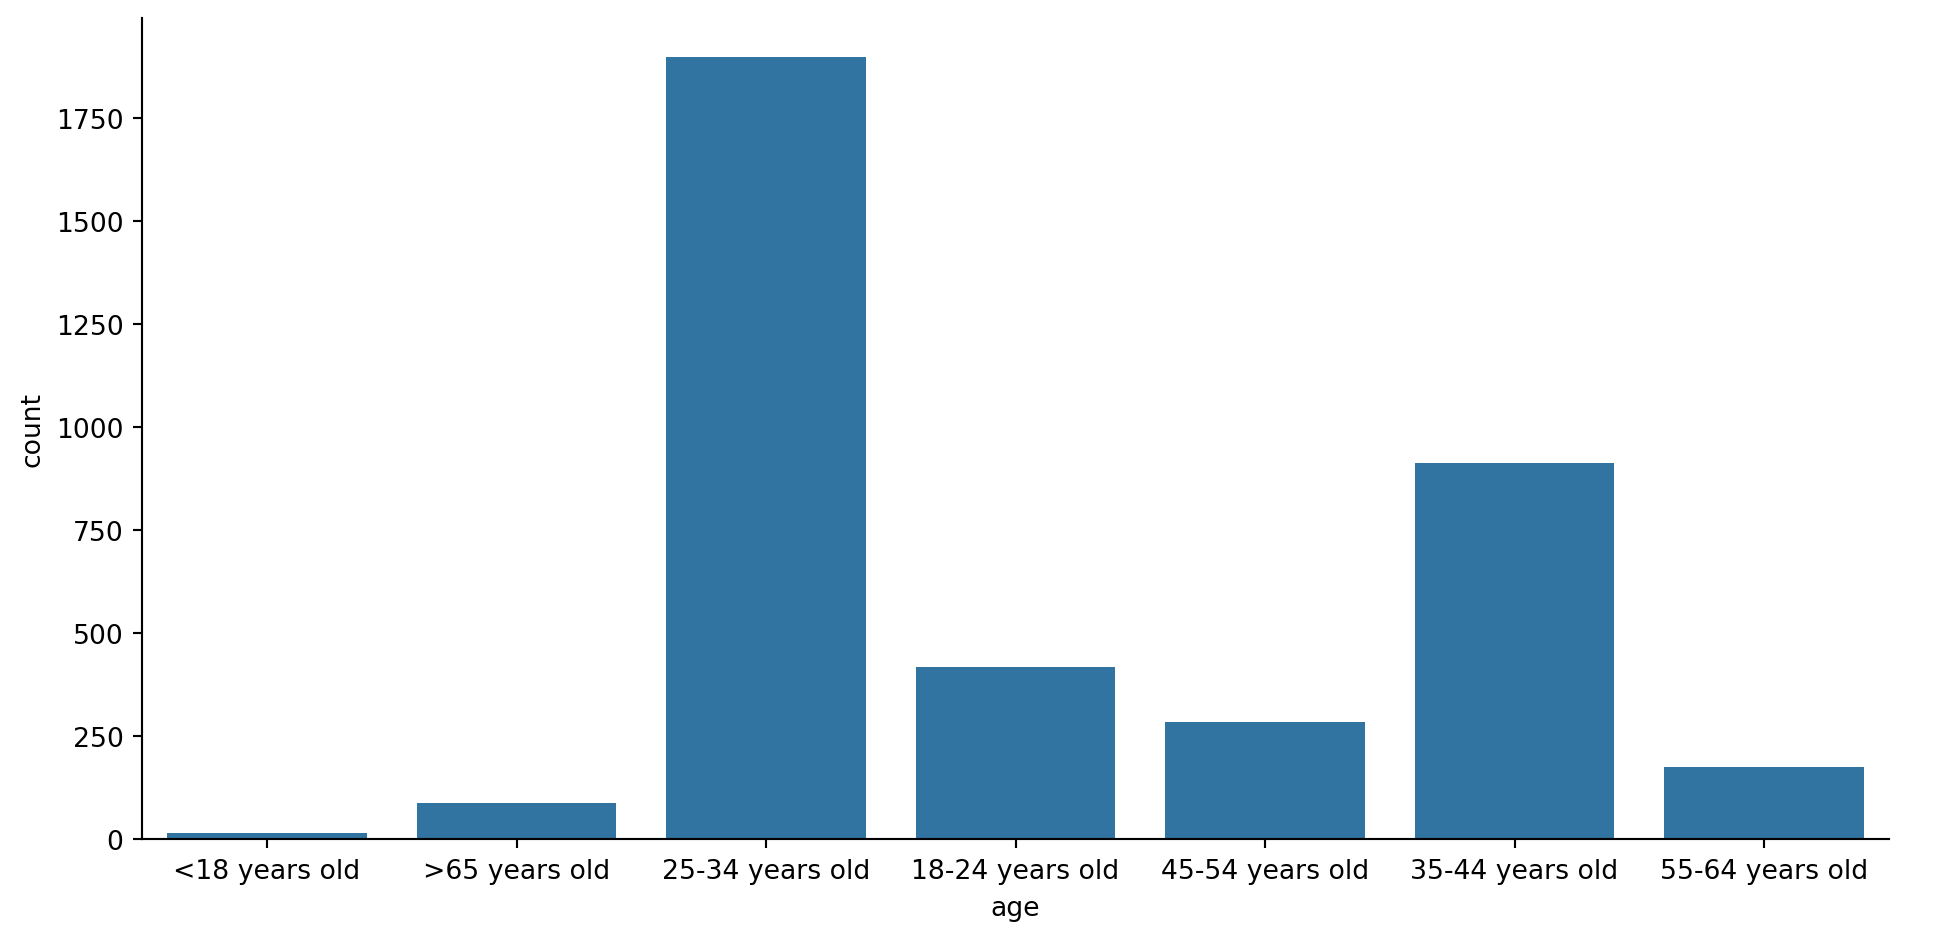 1750
1500
1250
1000
750
500
250
0
count
<18 years old
>65 years old
25-34 years old
18-24 years old
45-54 years old
35-44 years old
55-64 years old
age